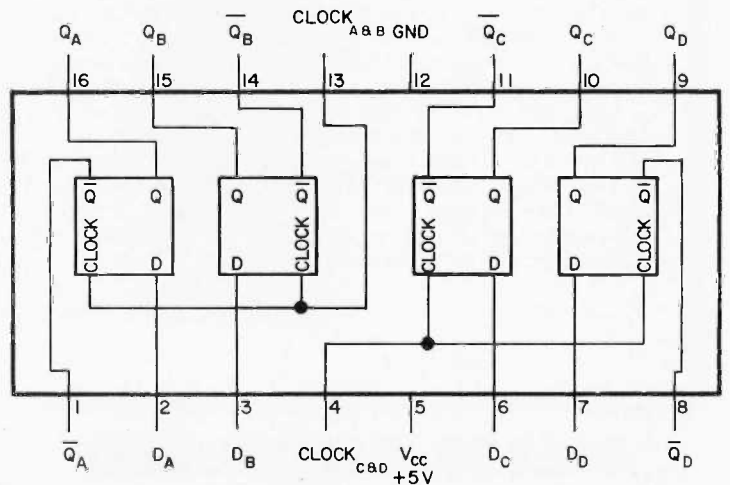 Q_A Q_B Q̅_B CLOCK_A&B GND Q̅_C Q_C Q_D
16 15 14 13 12 11 10 9
Q̅ Q Q Q̅ Q̅ Q Q Q̅
CLOCK D D CLOCK CLOCK D D CLOCK
1 2 3 4 5 6 7 8
Q̅_A D_A D_B CLOCK_C&D V_CC D_C D_D Q̅_D
+5V